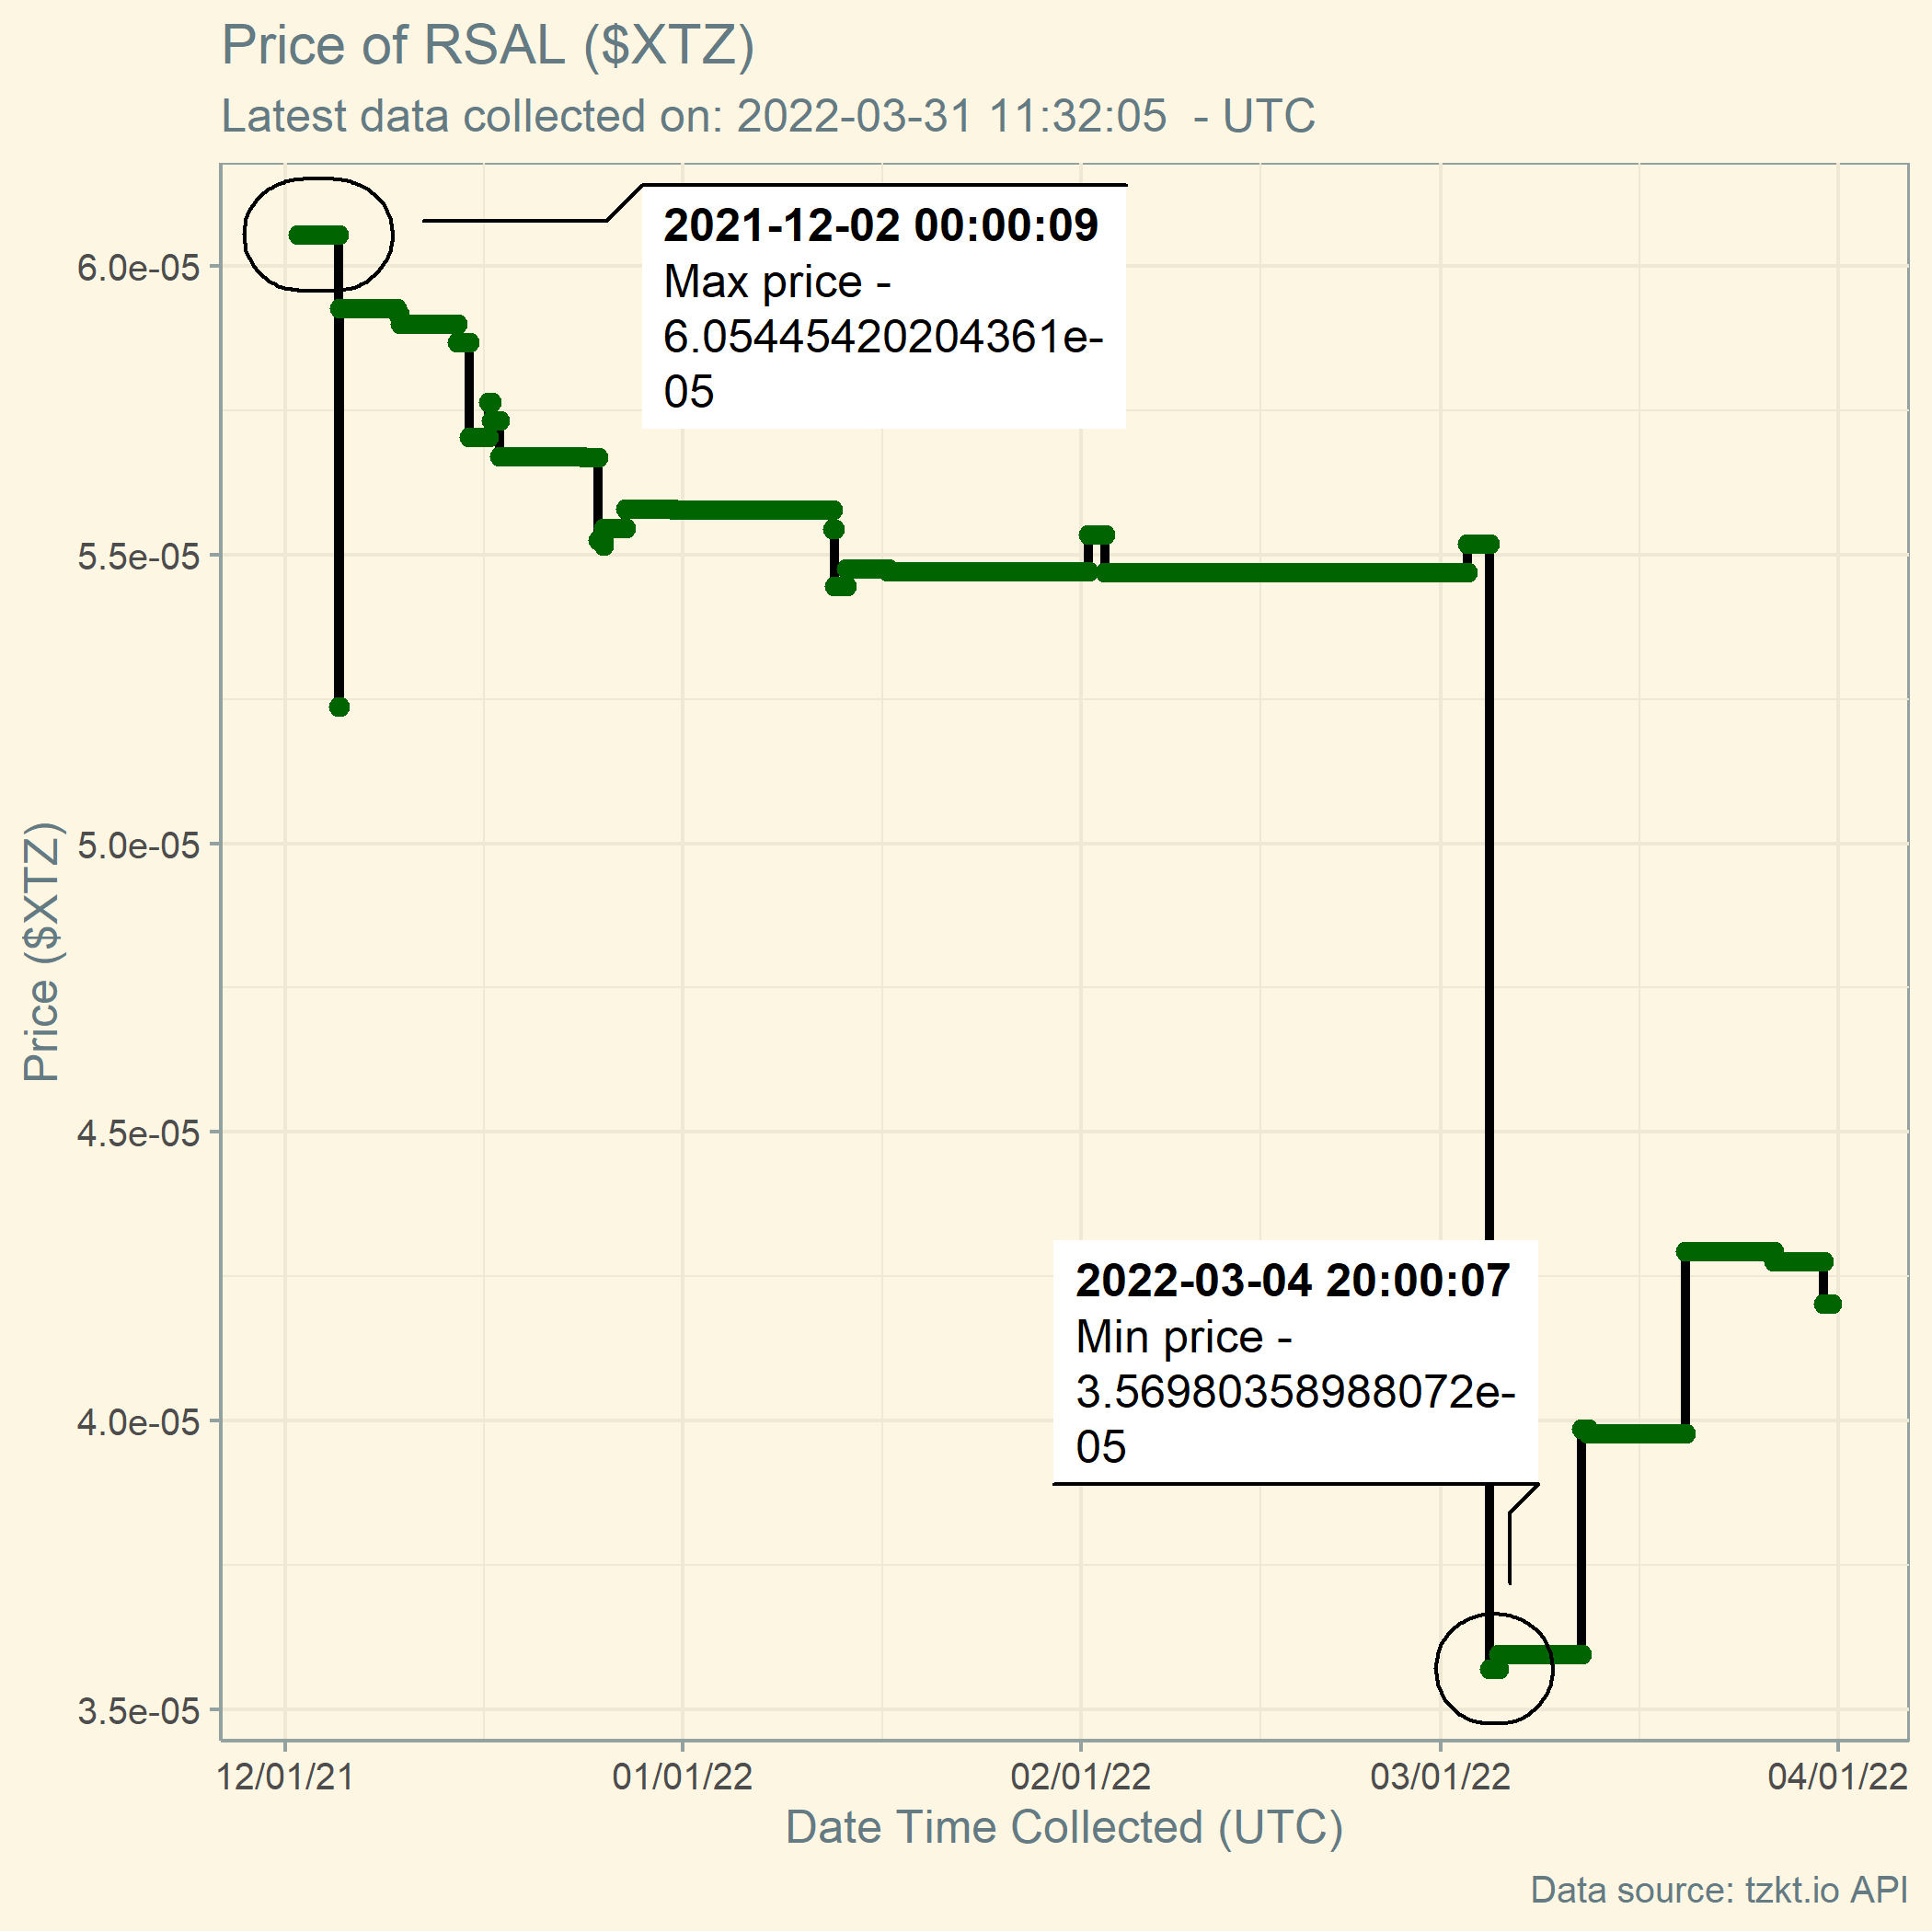 Price of RSAL ($XTZ)
Latest data collected on: 2022-03-31 11:32:05  - UTC
2021-12-02 00:00:09
Max price -
6.05445420204361e-
05
6.0e-05
5.5e-05
5.0e-05
4.5e-05
4.0e-05
3.5e-05
Price ($XTZ)
2022-03-04 20:00:07
Min price -
3.56980358988072e-
05
12/01/21
01/01/22
02/01/22
03/01/22
04/01/22
Date Time Collected (UTC)
Data source: tzkt.io API